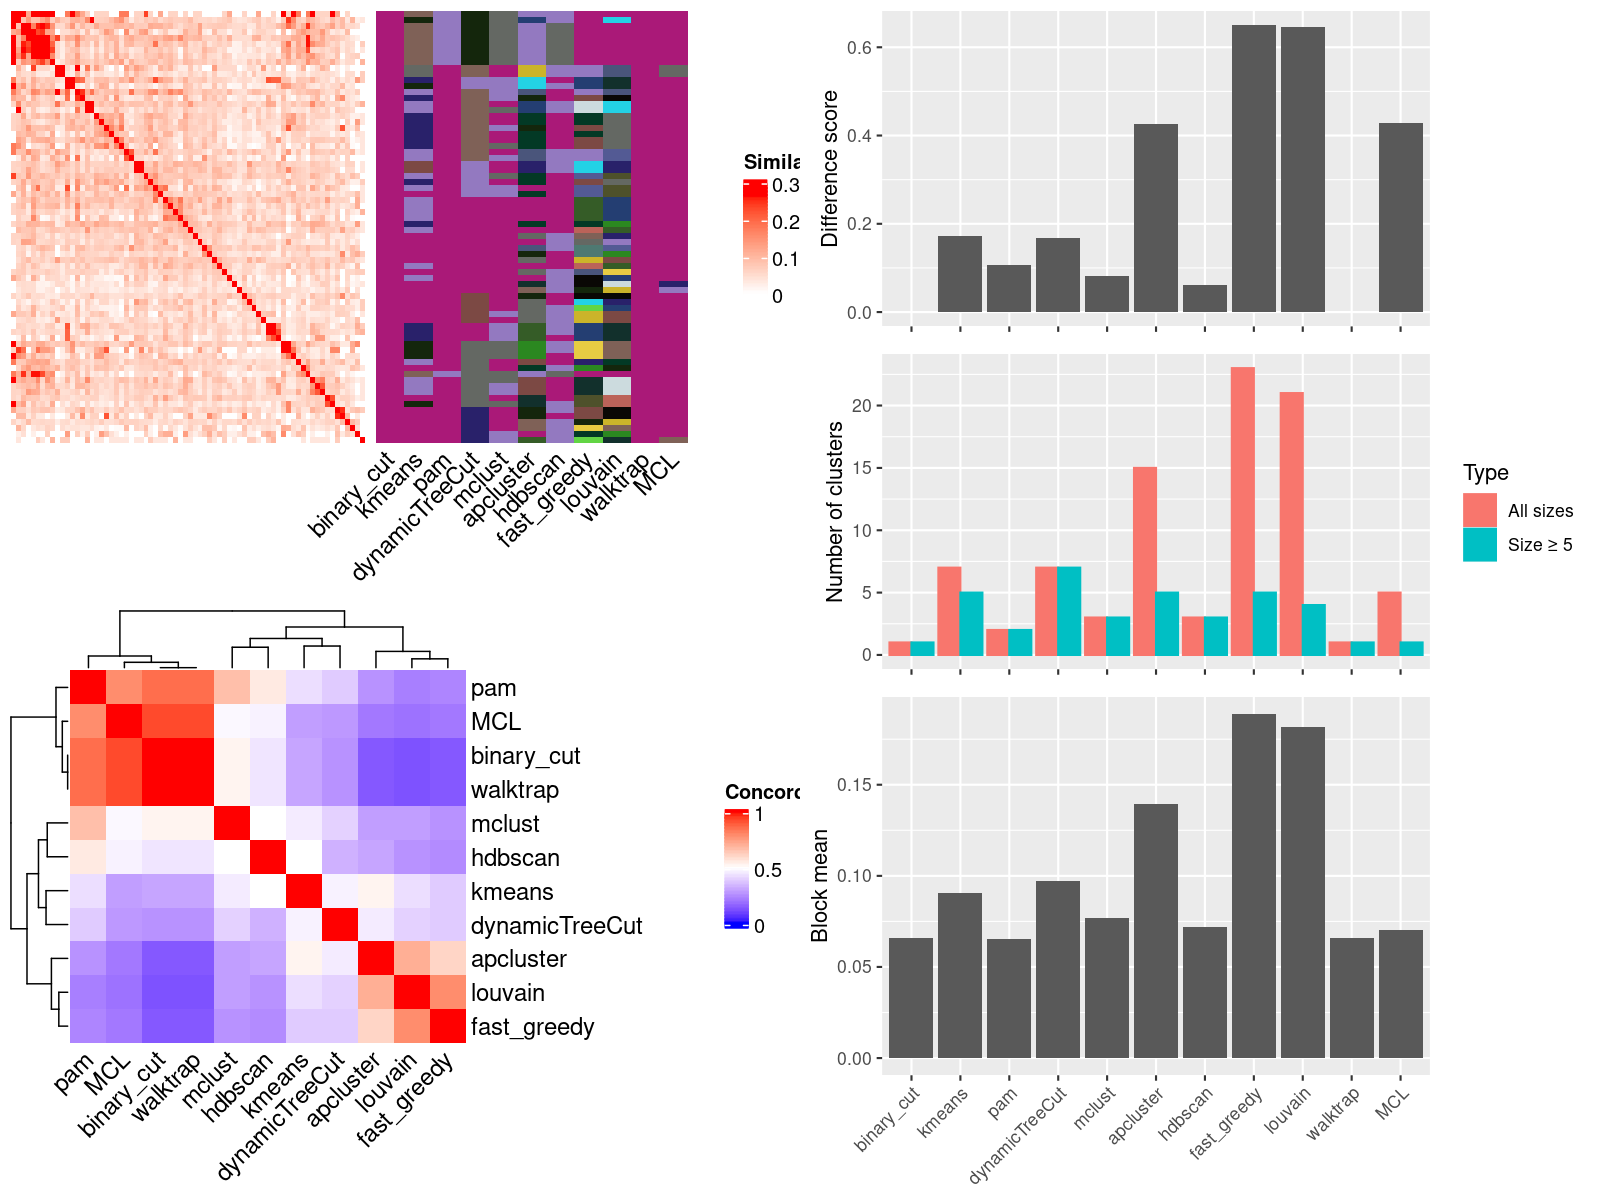 Simila
0.3
0.2
0.1
0
binary_cut
kmeans
pam
dynamicTreeCut
mclust
apcluster
hdbscan
fast_greedy
louvain
walktrap
MCL
pam
MCL
binary_cut
walktrap
mclust
hdbscan
kmeans
dynamicTreeCut
apcluster
louvain
fast_greedy
Concord
1
0.5
0
pam
MCL
binary_cut
walktrap
mclust
hdbscan
kmeans
dynamicTreeCut
apcluster
louvain
fast_greedy
Difference score
0.6
0.4
0.2
0.0
Number of clusters
20
15
10
5
0
Type
All sizes
Size ≥ 5
Block mean
0.15
0.10
0.05
0.00
binary_cut
kmeans
pam
dynamicTreeCut
mclust
apcluster
hdbscan
fast_greedy
louvain
walktrap
MCL